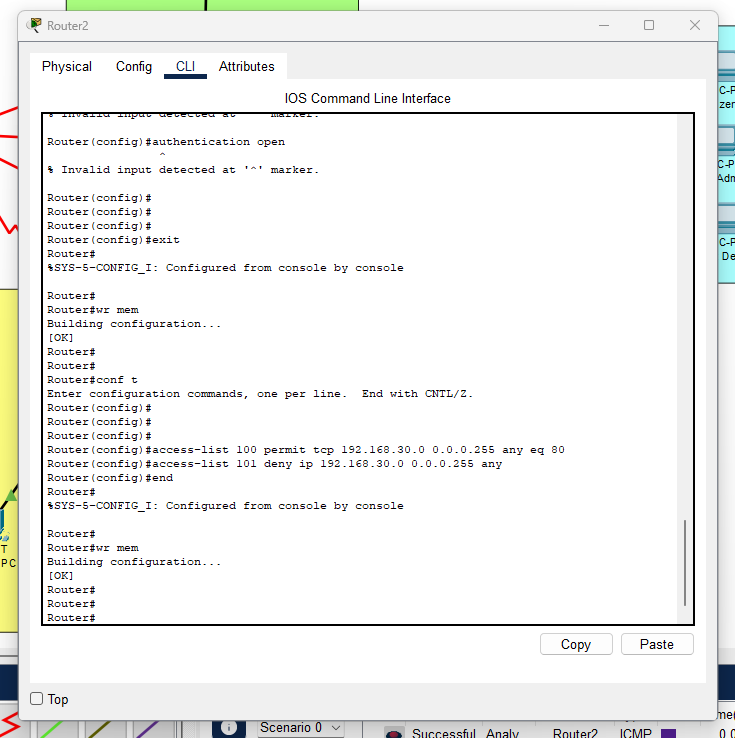 Router2
Physical Config CLI Attributes
IOS Command Line Interface
% Invalid input detected at '^' marker.
Router(config)#authentication open
^
% Invalid input detected at '^' marker.
Router(config)#
Router(config)#
Router(config)#
Router(config)#exit
Router#
%SYS-5-CONFIG_I: Configured from console by console
Router#
Router#wr mem
Building configuration...
[OK]
Router#
Router#
Router#conf t
Enter configuration commands, one per line.  End with CNTL/Z.
Router(config)#
Router(config)#
Router(config)#
Router(config)#access-list 100 permit tcp 192.168.30.0 0.0.0.255 any eq 80
Router(config)#access-list 101 deny ip 192.168.30.0 0.0.0.255 any
Router(config)#end
Router#
%SYS-5-CONFIG_I: Configured from console by console
Router#
Router#wr mem
Building configuration...
[OK]
Router#
Router#
Router#
Copy Paste
Top
C-P
zer
C-P
Adm
C-P
De
T
PC
Scenario 0
Successful Analy Router2 ICMP
me(
0.0